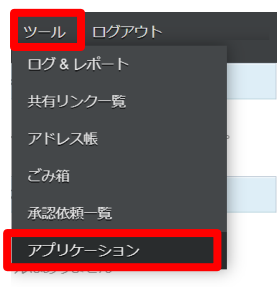 ツール ログアウト
ログ & レポート
共有リンク一覧
アドレス帳
ごみ箱
承認依頼一覧
アプリケーション